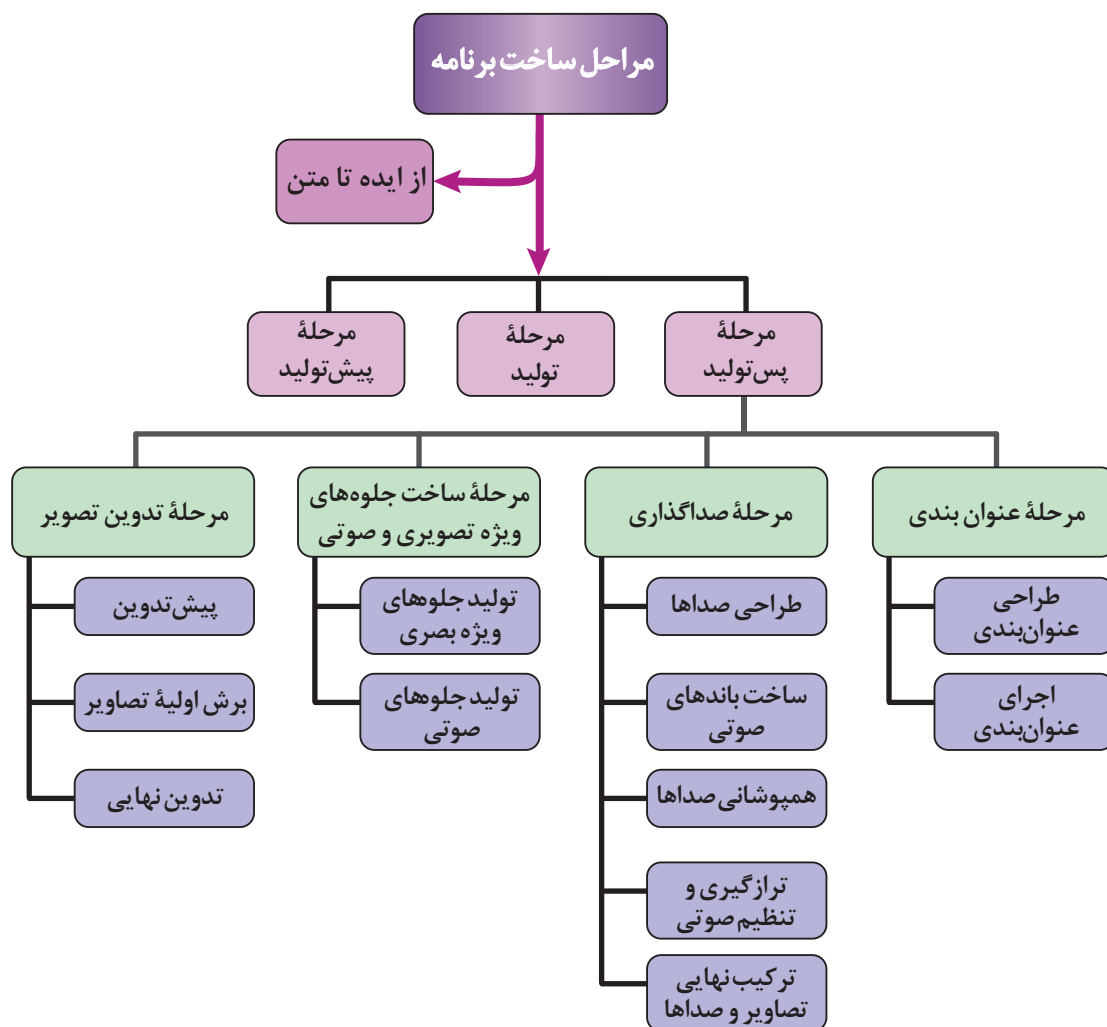 مراحل ساخت برنامه
از ایده تا متن
مرحلهٔ
پس‌تولید
مرحلهٔ
تولید
مرحلهٔ
پیش‌تولید
مرحلهٔ عنوان بندی
طراحی
عنوان‌بندی
اجرای
عنوان‌بندی
مرحلهٔ صداگذاری
طراحی صداها
ساخت باندهای
صوتی
همپوشانی صداها
ترازگیری و
تنظیم صوتی
ترکیب نهایی
تصاویر و صداها
مرحلهٔ ساخت جلوه‌های
ویژه تصویری و صوتی
تولید جلوه‌های
ویژه بصری
تولید جلوه‌های
صوتی
مرحلهٔ تدوین تصویر
پیش‌تدوین
برش اولیهٔ تصاویر
تدوین نهایی